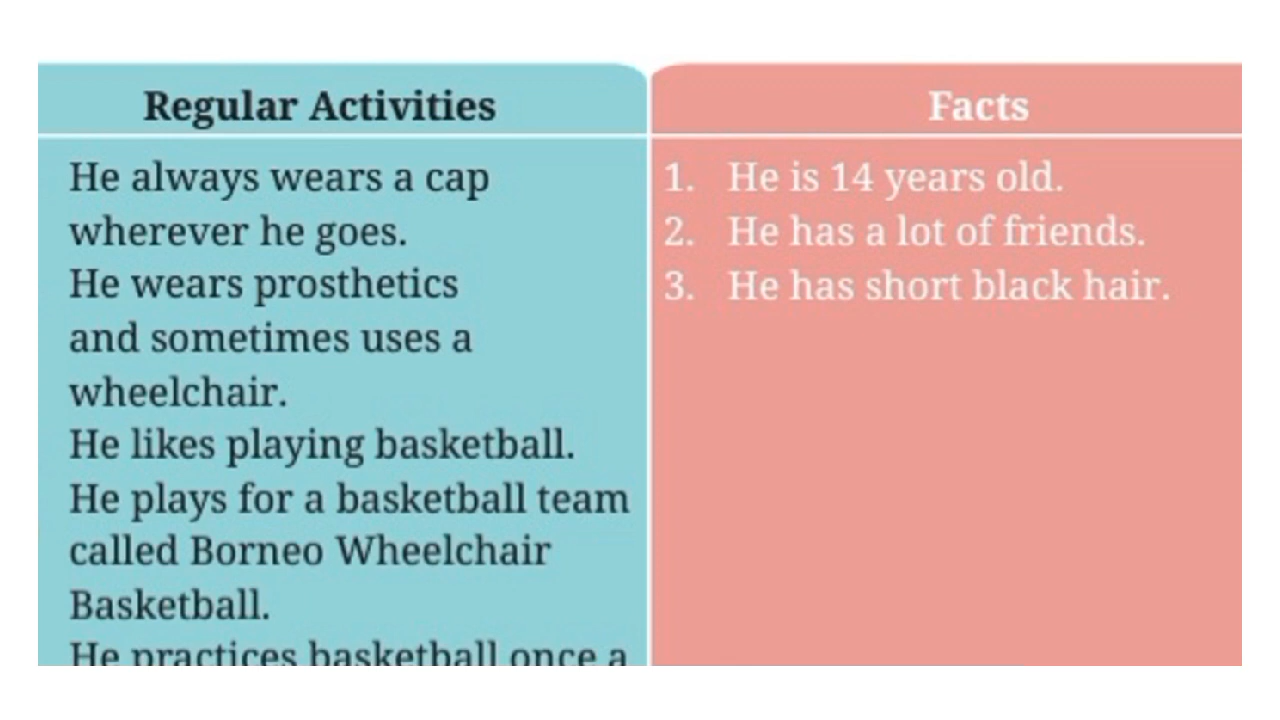 Regular Activities
He always wears a cap
wherever he goes.
He wears prosthetics
and sometimes uses a
wheelchair.
He likes playing basketball.
He plays for a basketball team
called Borneo Wheelchair
Basketball.
He practices basketball once a
Facts
1. He is 14 years old.
2. He has a lot of friends.
3. He has short black hair.